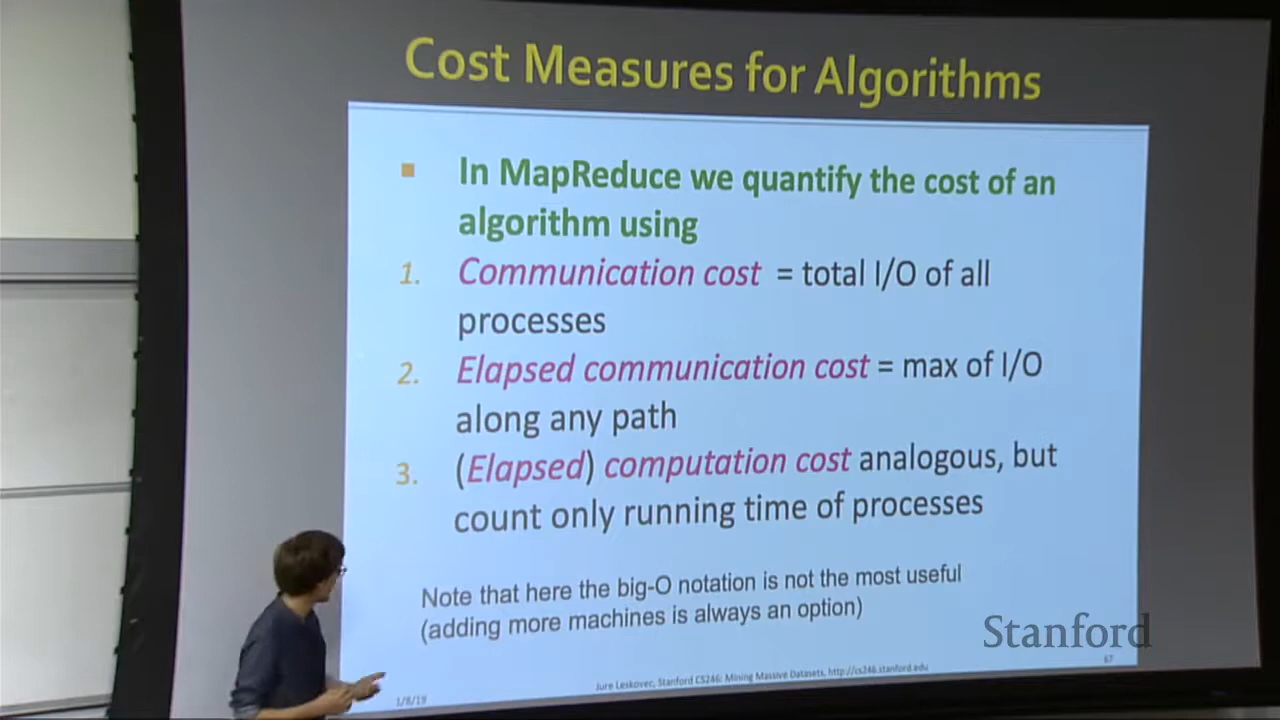 Cost Measures for Algorithms
In MapReduce we quantify the cost of an
algorithm using
1. Communication cost = total I/O of all
processes
2. Elapsed communication cost = max of I/O
along any path
3. (Elapsed) computation cost analogous, but
count only running time of processes
Note that here the big-O notation is not the most useful
(adding more machines is always an option)
Stanford
1/8/19
Jure Leskovec, Stanford CS246: Mining Massive Datasets, http://cs246.stanford.edu
67